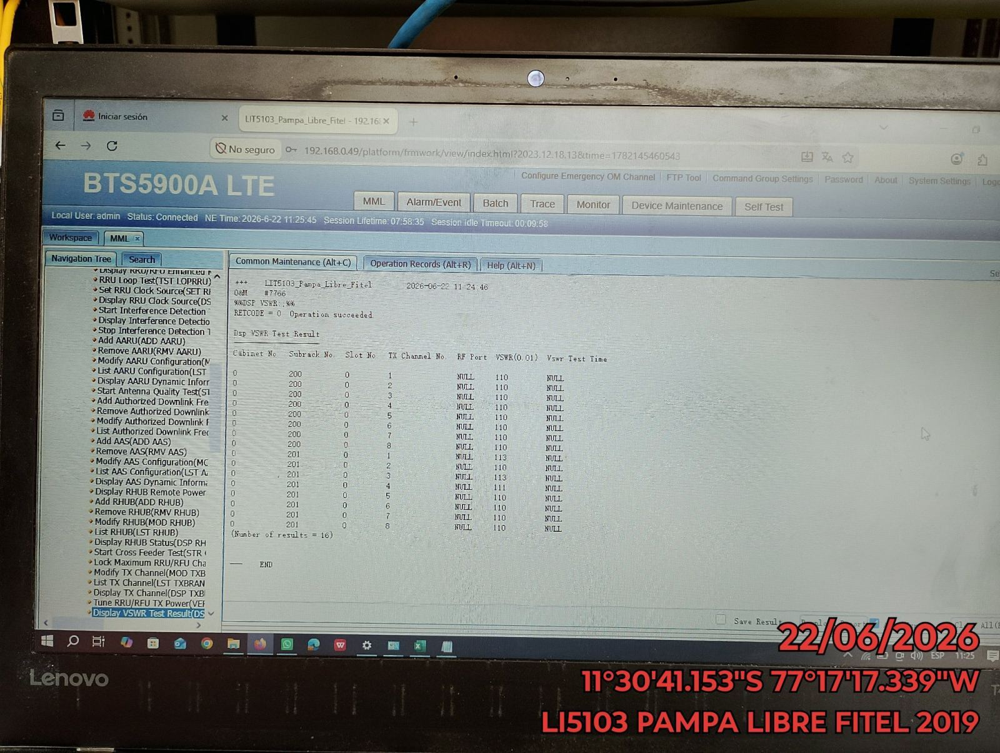 Iniciar sesión
LIT5103_Pampa_Libre_Fitel - 192.16
No seguro
192.168.0.49/platform/frmwork/view/index.html?2023.12.18.13&time=1782145460543
BTS5900A LTE
Configure Emergency OM Channel | FTP Tool | Command Group Settings | Password | About | System Settings
MML Alarm/Event Batch Trace Monitor Device Maintenance Self Test
Local User: admin Status: Connected NE Time: 2026-6-22 11:25:45 Session Lifetime: 07:58:35 Session Idle Timeout: 00:09:58
Workspace MML
Navigation Tree Search
Display RRU/RFU Enhanced
RRU Loop Test(TST LOPRRU)
Set RRU Clock Source(SET RI
Display RRU Clock Source(DS
Start Interference Detection
Display Interference Detectio
Stop Interference Detection T
Add AARU(ADD AARU)
Remove AARU(RMV AARU)
Modify AARU Configuration(M
List AARU Configuration(LST
Display AARU Dynamic Inforr
Start Antenna Quality Test(ST
Add Authorized Downlink Fre
Remove Authorized Downlink
Modify Authorized Downlink F
List Authorized Downlink Frec
Add AAS(ADD AAS)
Remove AAS(RMV AAS)
Modify AAS Configuration(MC
List AAS Configuration(LST A
Display AAS Dynamic Informa
Display RHUB Remote Power
Add RHUB(ADD RHUB)
Remove RHUB(RMV RHUB)
Modify RHUB(MOD RHUB)
List RHUB(LST RHUB)
Display RHUB Status(DSP RH
Start Cross Feeder Test(STR
Lock Maximum RRU/RFU Cha
Modify TX Channel(MOD TXB
List TX Channel(LST TXBRAN
Display TX Channel(DSP TXB
Tune RRU/RFU TX Power(VEF
Display VSWR Test Result(DS
Common Maintenance (Alt+C) Operation Records (Alt+R) Help (Alt+N)
+++ LIT5103_Pampa_Libre_Fitel 2026-06-22 11:24:46
O&M #7766
%%DSP VSWR:;%%
RETCODE = 0 Operation succeeded
Dsp VSWR Test Result
Cabinet No. Subrack No. Slot No. TX Channel No. RF Port VSWR(0.01) Vswr Test Time
0 200 0 1 NULL 110 NULL
0 200 0 2 NULL 110 NULL
0 200 0 3 NULL 110 NULL
0 200 0 4 NULL 110 NULL
0 200 0 5 NULL 110 NULL
0 200 0 6 NULL 110 NULL
0 200 0 7 NULL 110 NULL
0 200 0 8 NULL 110 NULL
0 201 0 1 NULL 113 NULL
0 201 0 2 NULL 110 NULL
0 201 0 3 NULL 113 NULL
0 201 0 4 NULL 111 NULL
0 201 0 5 NULL 110 NULL
0 201 0 6 NULL 110 NULL
0 201 0 7 NULL 110 NULL
0 201 0 8 NULL 110 NULL
(Number of results = 16)
--- END
Save Result
ESP 11:25
Lenovo
22/06/2026
11°30'41.153"S 77°17'17.339"W
LI5103 PAMPA LIBRE FITEL 2019